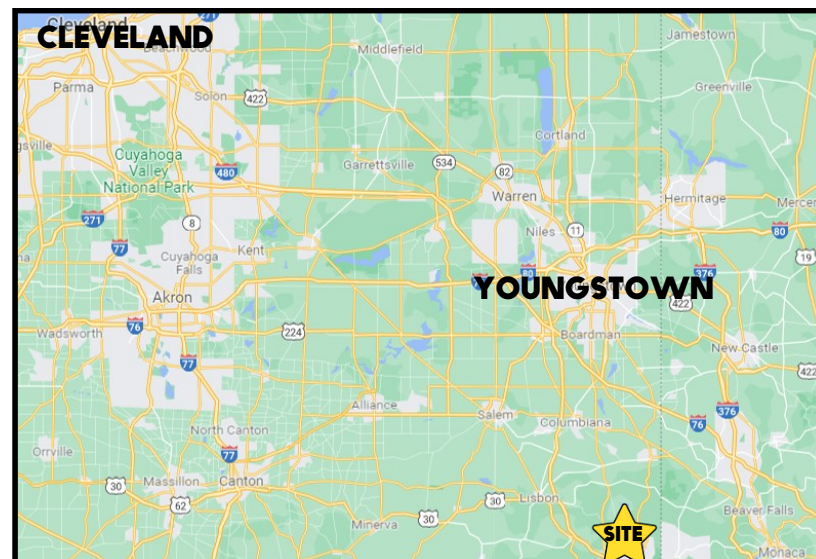 271
CLEVELAND
Beachwood
Middlefield
Jamestown
Parma
Solon
422
Greenville
Cortland
Cuyahoga
Valley
National Park
480
Garrettsville
534
82
Warren
Hermitage
271
8
77
Kent
Niles
11
80
Cuyahoga
Falls
19
80
376
YOUNGSTOWN
Akron
422
Wadsworth
76
224
Boardman
77
New Castle
422
Alliance
Salem
376
Columbiana
76
North Canton
77
Orrville
Massillon
Canton
30
62
Lisbon
30
Minerva
30
SITE
Beaver Falls
Monaca